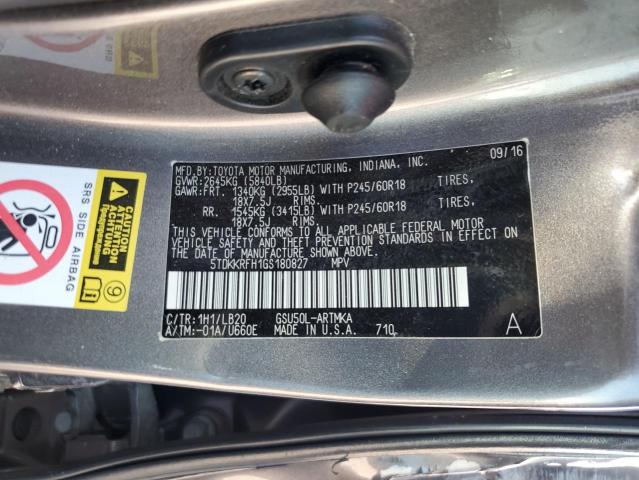 MFD.BY:TOYOTA MOTOR MANUFACTURING, INDIANA, INC. 09/16
GVWR:2645KG (5840LB)
GAWR:FRT. 1340KG (2955LB) WITH P245/60R18 TIRES,
18X7.5J RIMS,
RR. 1545KG (3415LB) WITH P245/60R18 TIRES,
18X7.5J RIMS.
THIS VEHICLE CONFORMS TO ALL APPLICABLE FEDERAL MOTOR
VEHICLE SAFETY AND THEFT PREVENTION STANDARDS IN EFFECT ON
THE DATE OF MANUFACTURE SHOWN ABOVE.
5TDKKRFH1GS180827 MPV
C/TR:1H1/LB20 GSU50L-ARTMKA
A/TM:-01A/U660E MADE IN U.S.A. 710 A
SRS SIDE AIRBAG
CAUTION
ATTENTION
9